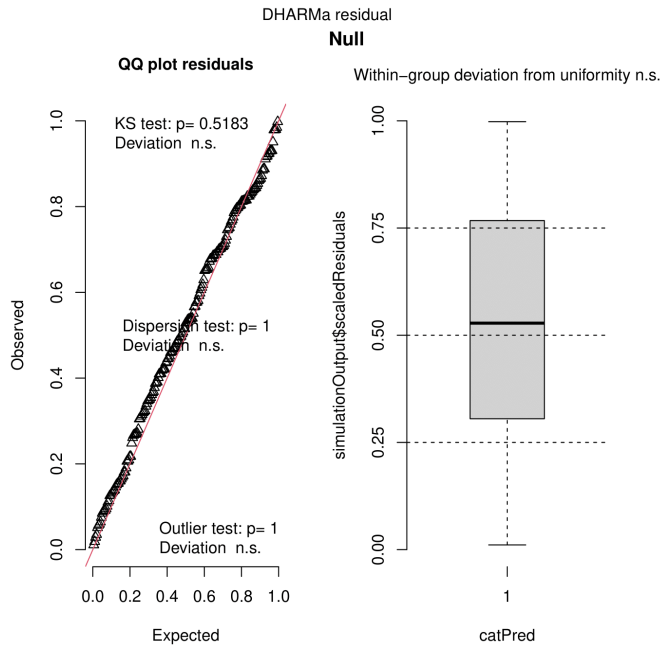 DHARMa residual
Null
QQ plot residuals
KS test: p= 0.5183
Deviation n.s.
Dispersion test: p= 1
Deviation n.s.
Outlier test: p= 1
Deviation n.s.
Observed
1.0
0.8
0.6
0.4
0.2
0.0
0.0 0.2 0.4 0.6 0.8 1.0
Expected
Within−group deviation from uniformity n.s.
simulationOutput$scaledResiduals
1.00
0.75
0.50
0.25
0.00
1
catPred